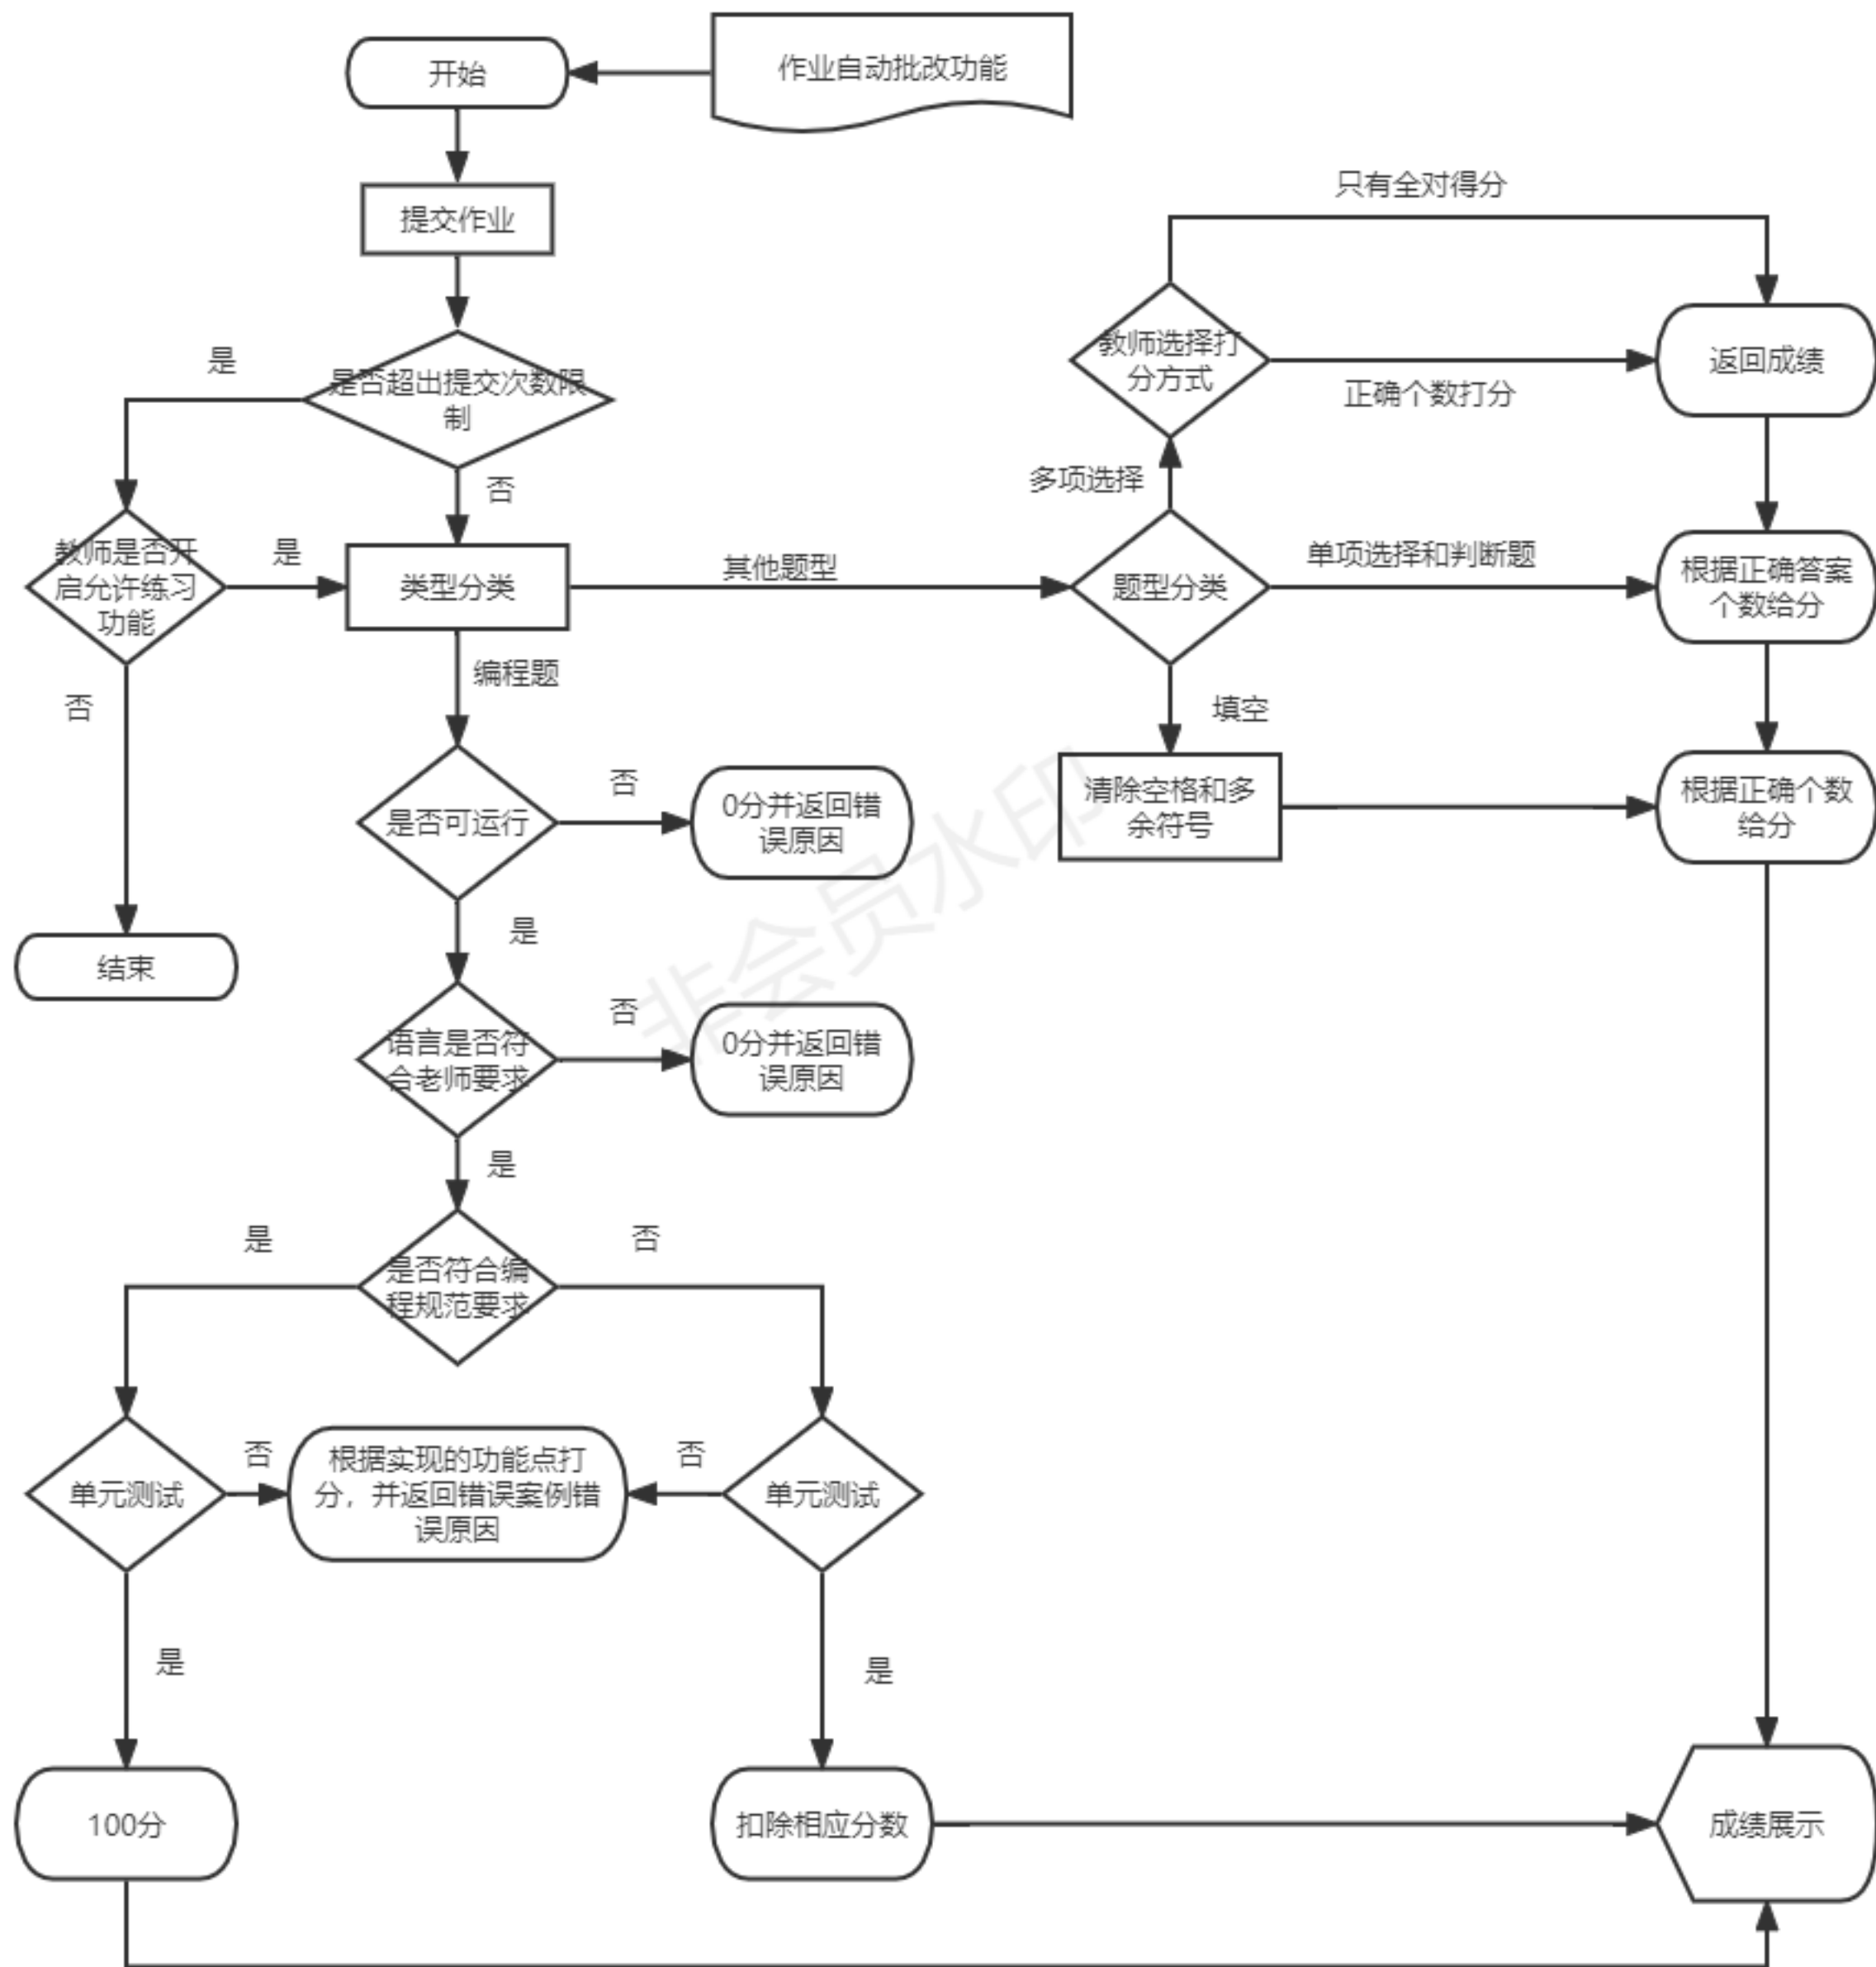 作业自动批改功能
开始
提交作业
只有全对得分
是
是否超出提交次数限
制
教师选择打
分方式
返回成绩
正确个数打分
否
多项选择
教师是否开
启允许练习
功能
是
类型分类
其他题型
题型分类
单项选择和判断题
根据正确答案
个数给分
编程题
否
填空
是否可运行
否
0分并返回错
误原因
清除空格和多
余符号
根据正确个数
给分
是
结束
非会员水印
语言是否符
合老师要求
否
0分并返回错
误原因
是
是
是否符合编
程规范要求
否
单元测试
否
根据实现的功能点打
分，并返回错误案例错
误原因
否
单元测试
是
是
100分
扣除相应分数
成绩展示